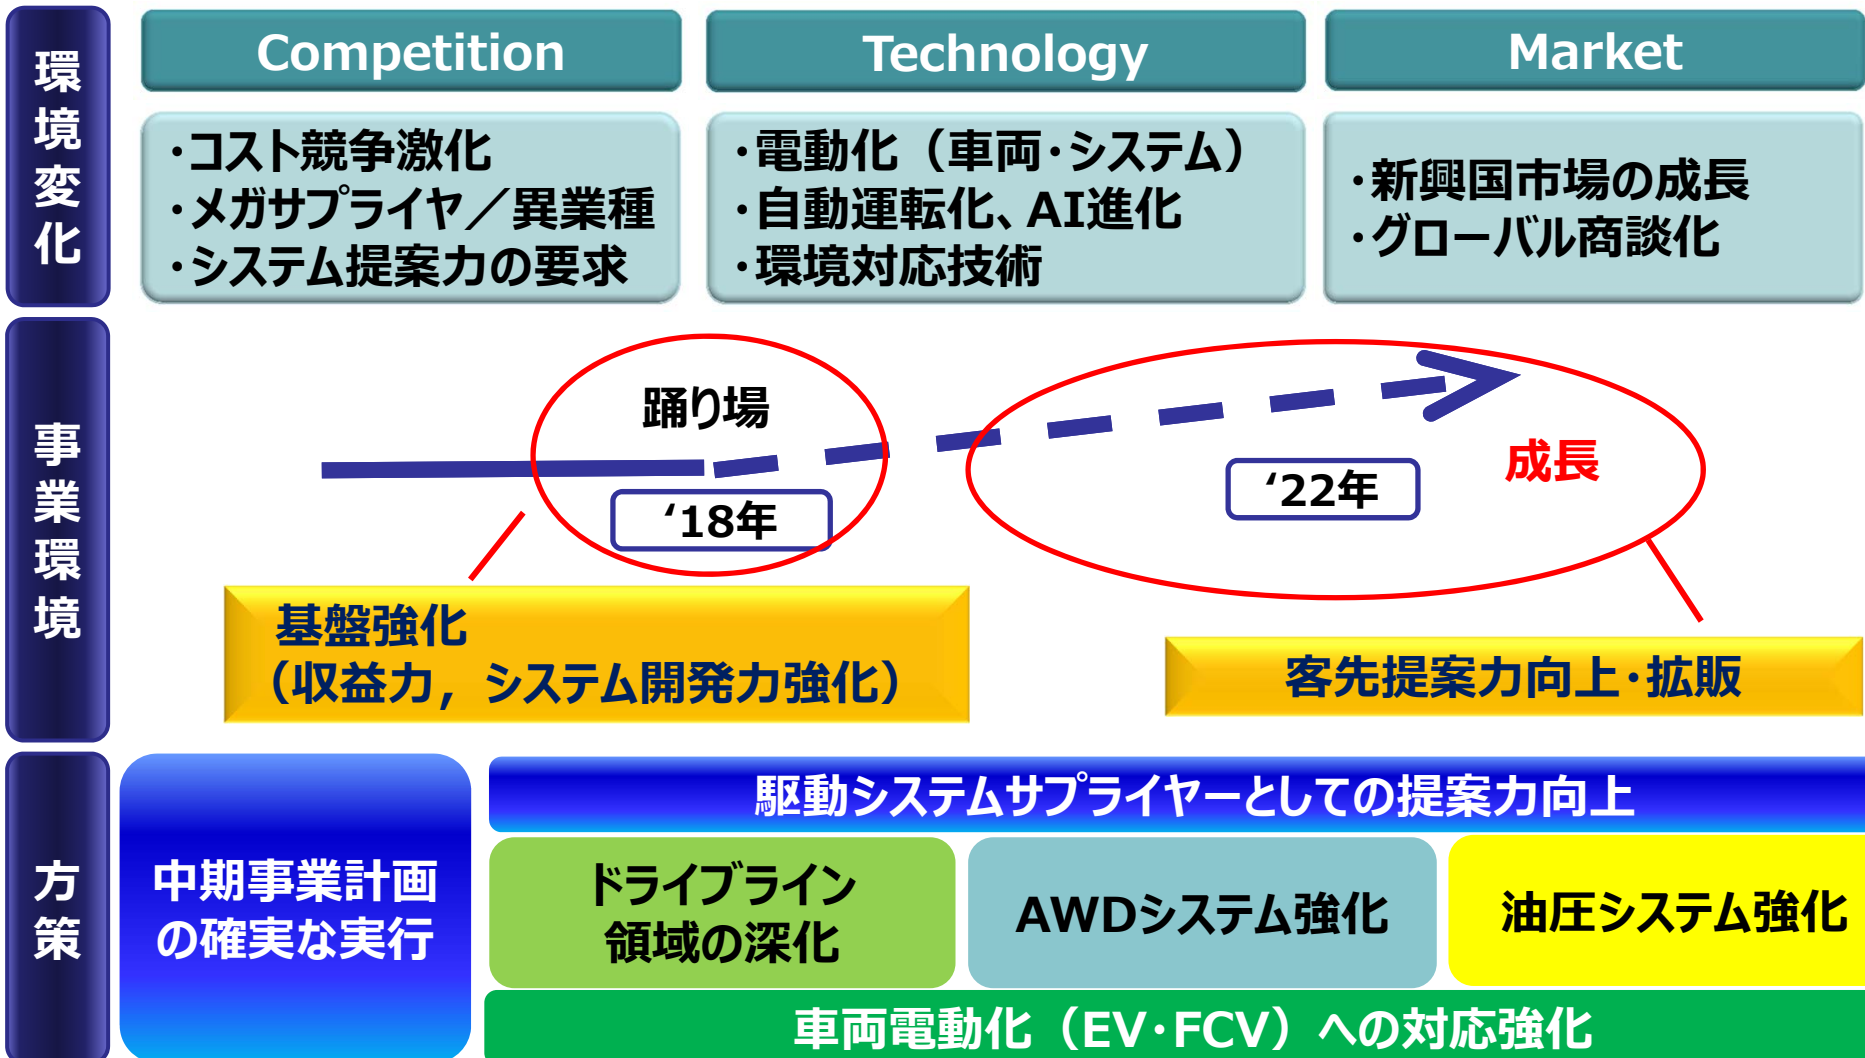 環境変化
Competition
Technology
Market
・コスト競争激化
・メガサプライヤ／異業種
・システム提案力の要求
・電動化（車両・システム）
・自動運転化、AI進化
・環境対応技術
・新興国市場の成長
・グローバル商談化
事業環境
踊り場
‘18年
‘22年
成長
基盤強化
（収益力，システム開発力強化）
客先提案力向上・拡販
方策
中期事業計画
の確実な実行
駆動システムサプライヤーとしての提案力向上
ドライブライン
領域の深化
AWDシステム強化
油圧システム強化
車両電動化（EV・FCV）への対応強化